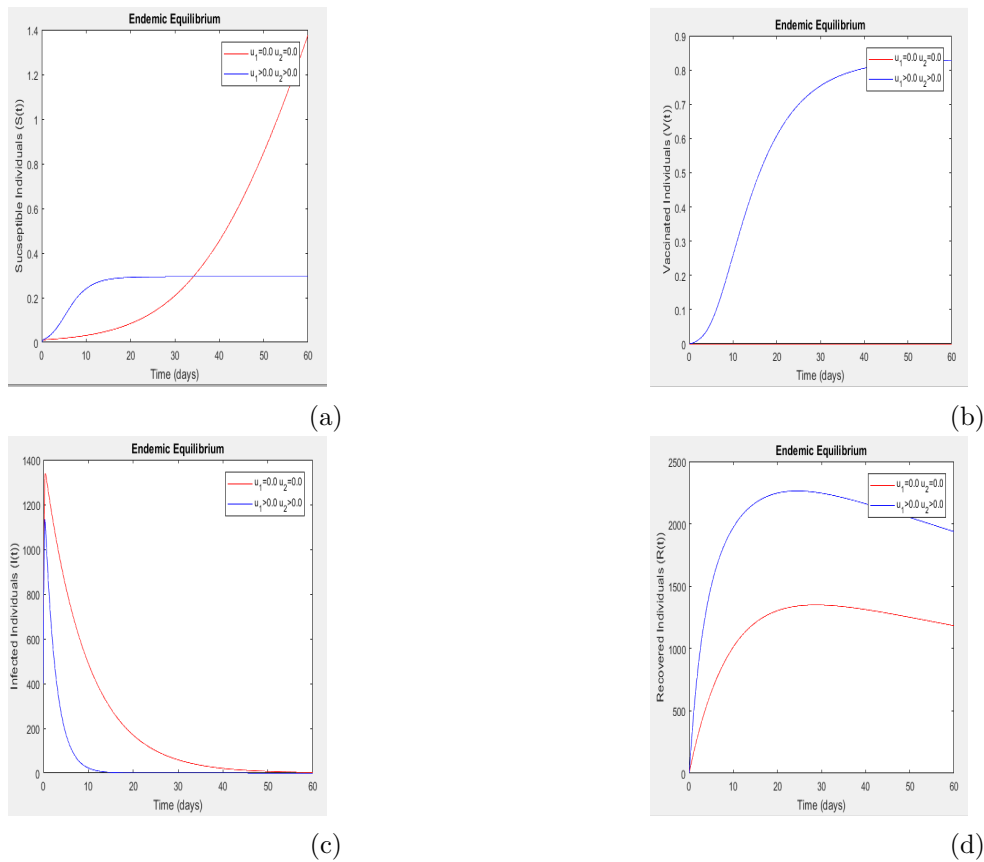 Endemic Equilibrium
1.4
1.2
1
0.8
0.6
0.4
0.2
0
Sucseptible Individuals (S(t))
u1=0.0 u2=0.0
u1>0.0 u2>0.0
0 10 20 30 40 50 60
Time (days)
(a)
Endemic Equilibrium
0.9
0.8
0.7
0.6
0.5
0.4
0.3
0.2
0.1
0
Vaccinated Individuals (V(t))
u1=0.0 u2=0.0
u1>0.0 u2>0.0
0 10 20 30 40 50 60
Time (days)
(b)
Endemic Equilibrium
1400
1200
1000
800
600
400
200
0
Infected Individuals (I(t))
u1=0.0 u2=0.0
u1>0.0 u2>0.0
0 10 20 30 40 50 60
Time (days)
(c)
Endemic Equilibrium
2500
2000
1500
1000
500
0
Recovered Individuals (R(t))
u1=0.0 u2=0.0
u1>0.0 u2>0.0
0 10 20 30 40 50 60
Time (days)
(d)